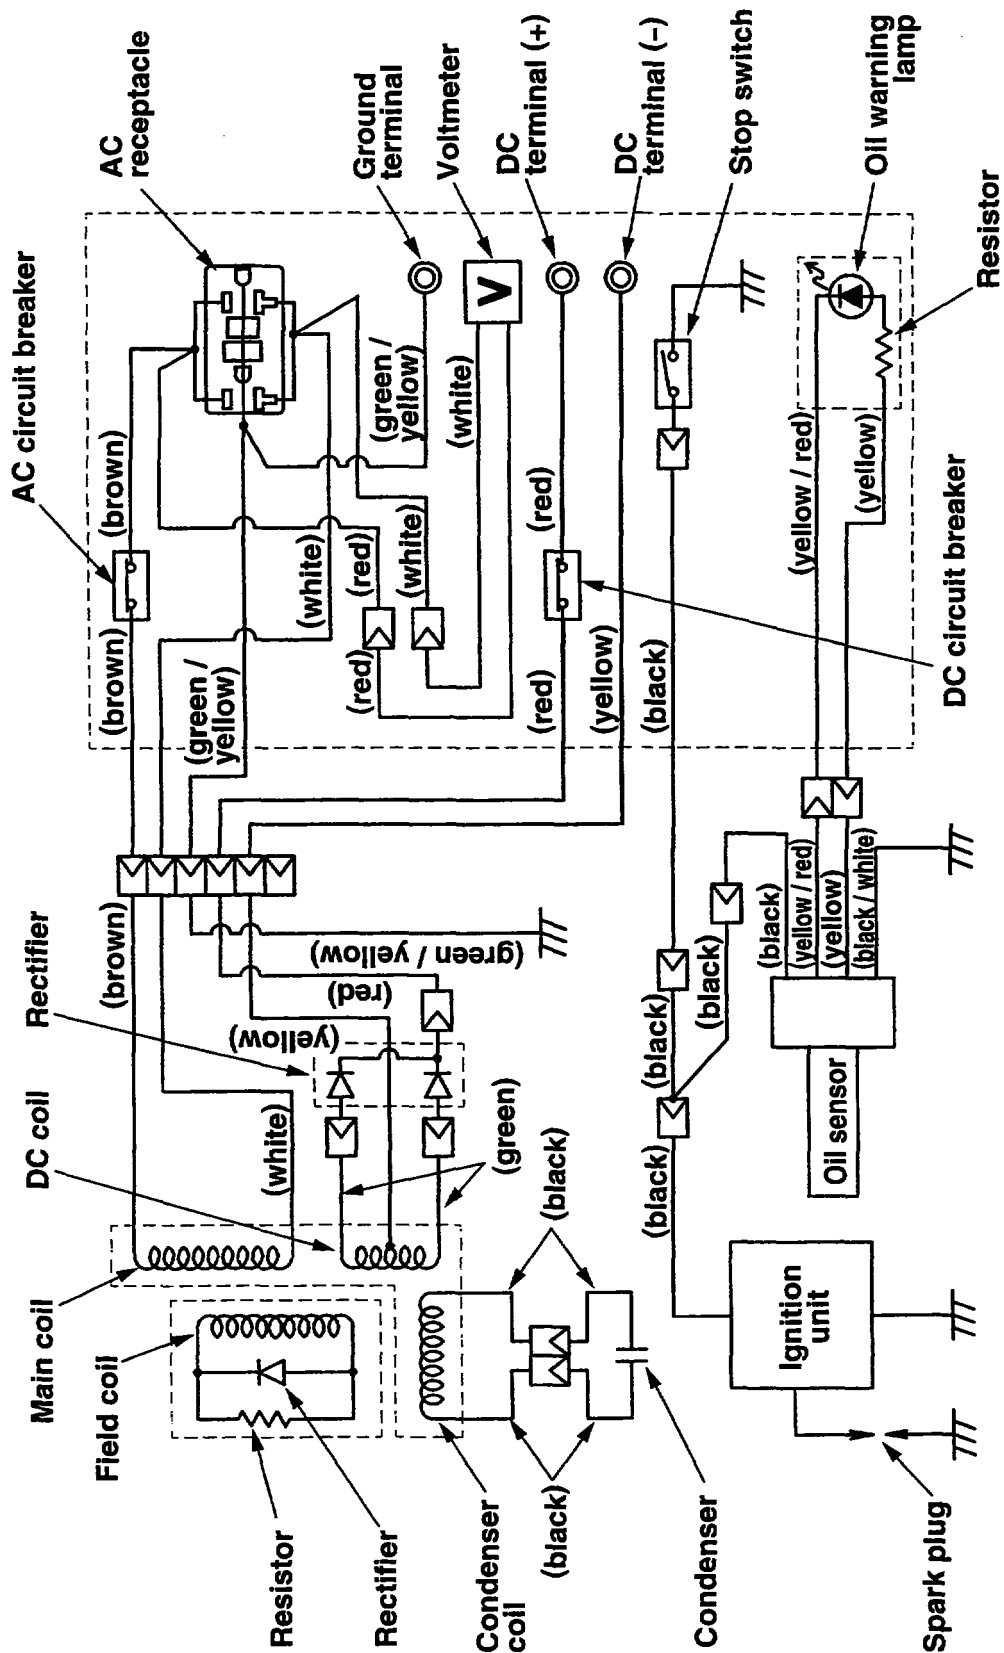 Main coil
DC coil
Rectifier
AC circuit breaker
AC
receptacle
Field coil
(brown)
(brown)
(brown)
(white)
(yellow)
(red)
(green / yellow)
(green /
yellow)
(white)
Resistor
Rectifier
Condenser
coil
(green)
(red)
(red)
(white)
(green /
yellow)
(white)
Ground
terminal
Voltmeter
DC
terminal (+)
DC
terminal (–)
(black)
(black)
(red)
(red)
(yellow)
Condenser
(black)
(black)
(black)
(black)
Stop switch
Ignition
unit
Oil sensor
(black)
(yellow / red)
(yellow)
(black / white)
(yellow / red)
(yellow)
Oil warning
lamp
Spark plug
DC circuit breaker
Resistor